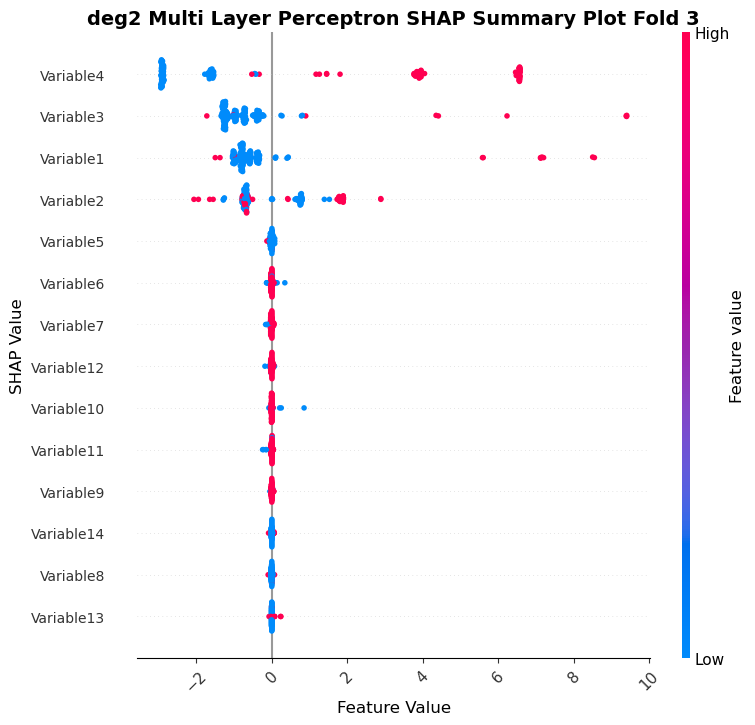 deg2 Multi Layer Perceptron SHAP Summary Plot Fold 3
High
Variable4
Variable3
Variable1
Variable2
Variable5
Variable6
Variable7
Variable12
Variable10
Variable11
Variable9
Variable14
Variable8
Variable13
SHAP Value
Feature value
Low
−2 0 2 4 6 8 10
Feature Value